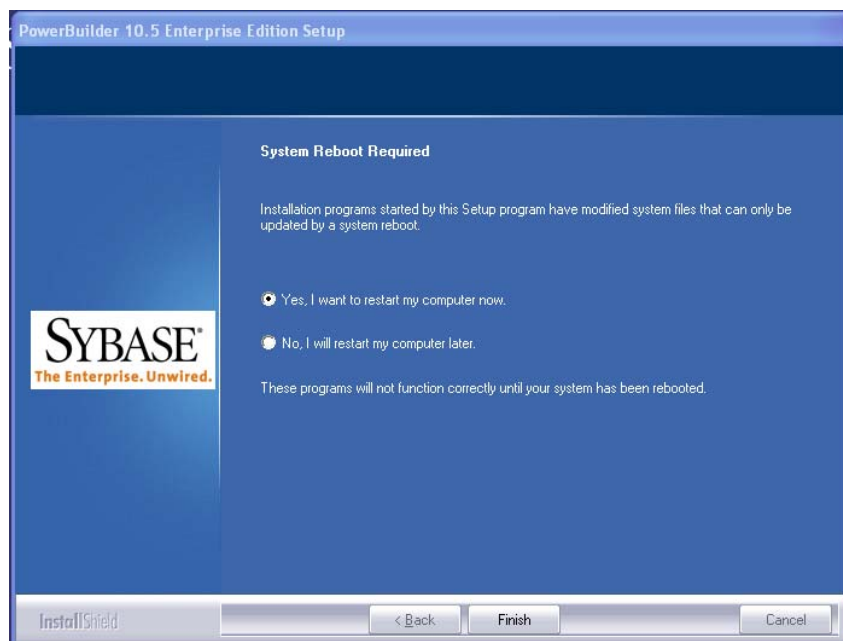 PowerBuilder 10.5 Enterprise Edition Setup
System Reboot Required
Installation programs started by this Setup program have modified system files that can only be
updated by a system reboot.
Yes, I want to restart my computer now.
No, I will restart my computer later.
SYBASE
The Enterprise. Unwired.
These programs will not function correctly until your system has been rebooted.
InstallShield
< Back
Finish
Cancel